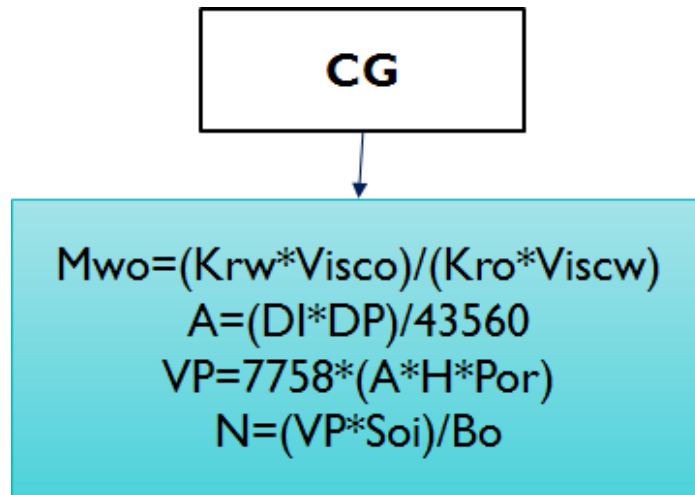 CG
Mwo=(Krw*Visco)/(Kro*Viscw)
A=(DI*DP)/43560
VP=7758*(A*H*Por)
N=(VP*Soi)/Bo